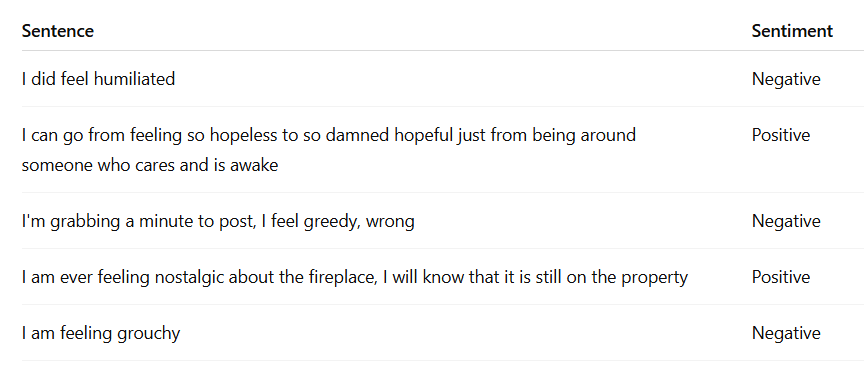 Sentence Sentiment
I did feel humiliated Negative
I can go from feeling so hopeless to so damned hopeful just from being around Positive
someone who cares and is awake
I'm grabbing a minute to post, I feel greedy, wrong Negative
I am ever feeling nostalgic about the fireplace, I will know that it is still on the property Positive
I am feeling grouchy Negative